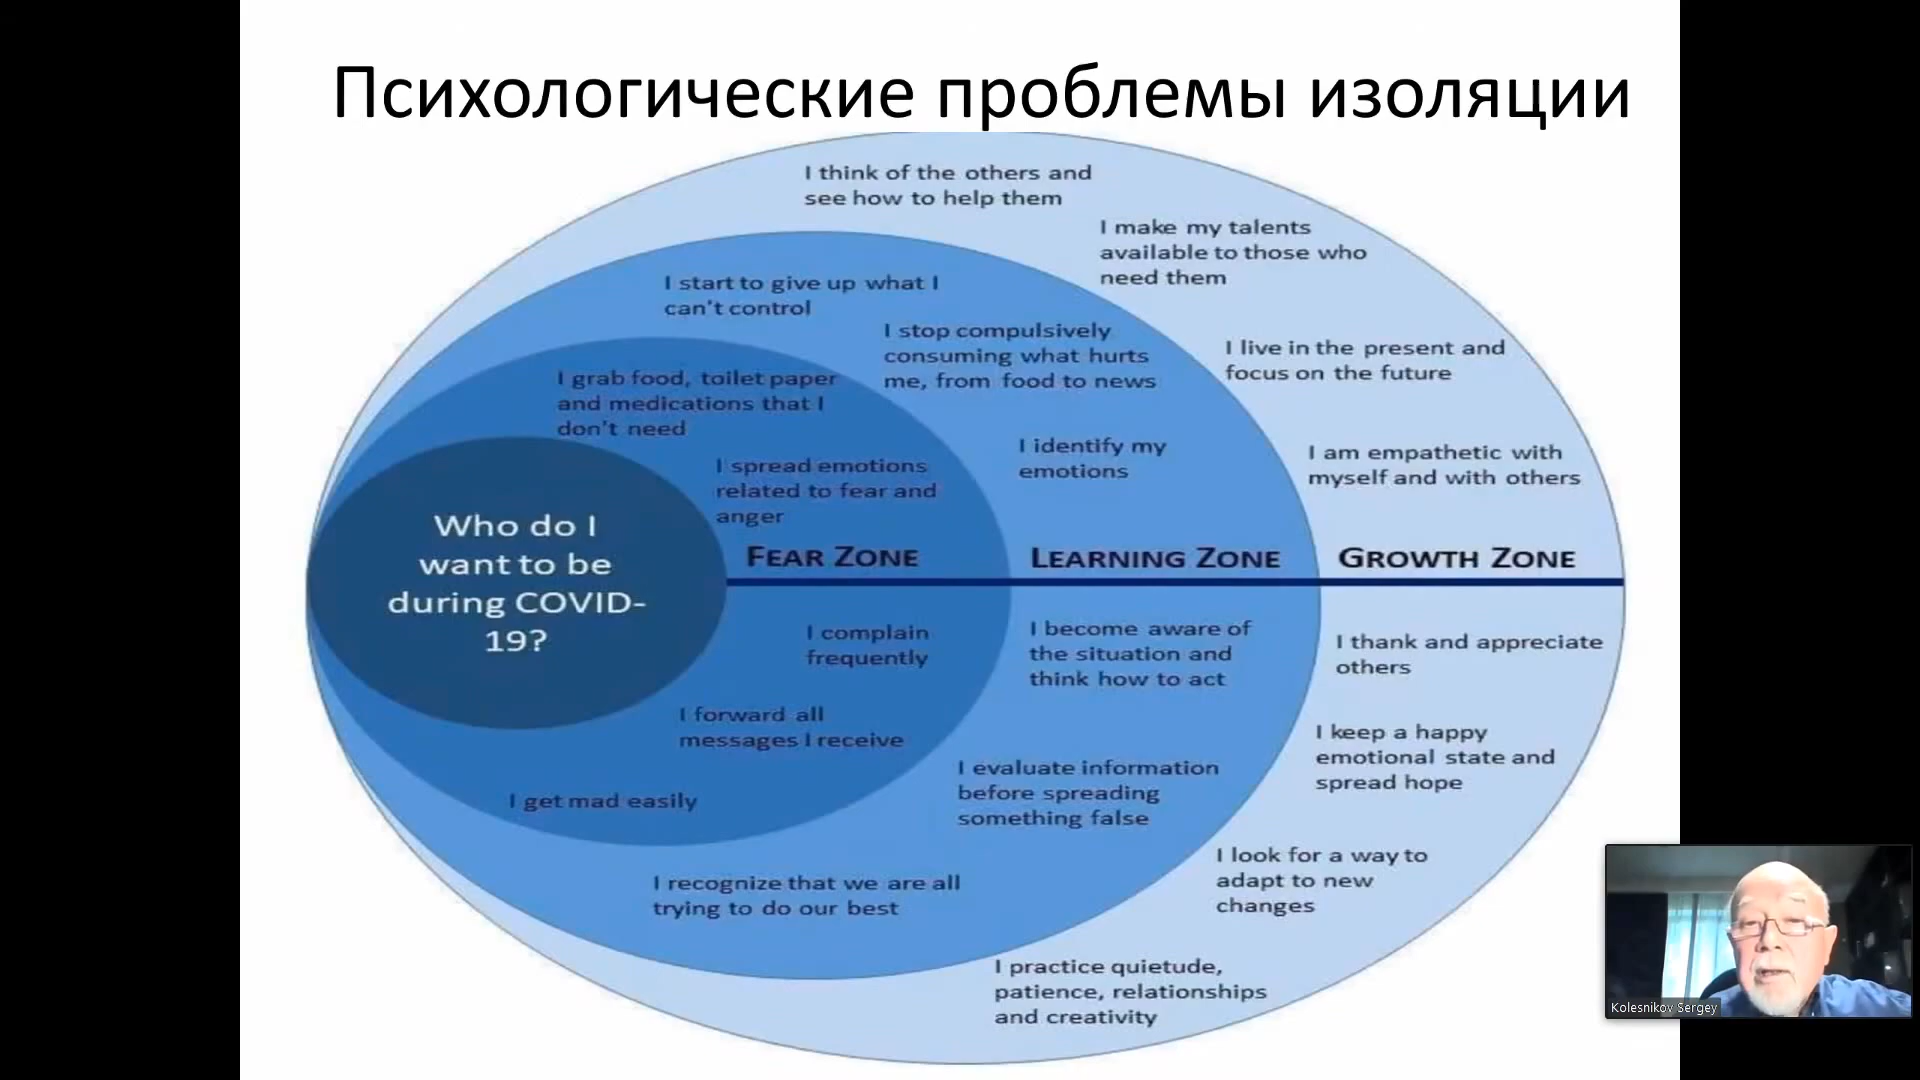 Психологические проблемы изоляции
I think of the others and
see how to help them
I make my talents
available to those who
need them
I start to give up what I
can't control
I stop compulsively
consuming what hurts
me, from food to news
I live in the present and
focus on the future
I grab food, toilet paper
and medications that I
don't need
I identify my
emotions
I am empathetic with
myself and with others
I spread emotions
related to fear and
anger
Who do I
want to be
during COVID-
19?
FEAR ZONE
LEARNING ZONE
GROWTH ZONE
I complain
frequently
I become aware of
the situation and
think how to act
I thank and appreciate
others
I forward all
messages I receive
I keep a happy
emotional state and
spread hope
I evaluate information
before spreading
something false
I get mad easily
I look for a way to
adapt to new
changes
I recognize that we are all
trying to do our best
I practice quietude,
patience, relationships
and creativity
Kolesnikov Sergey